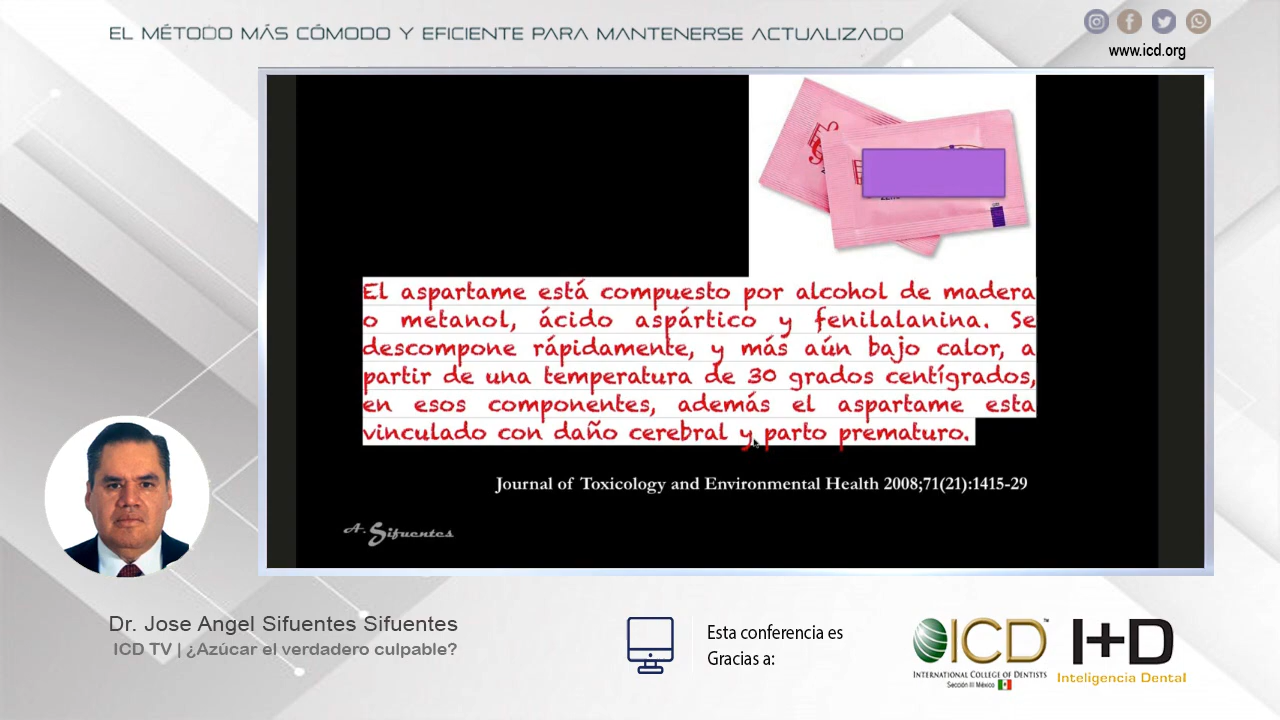 EL MÉTODO MÁS CÓMODO Y EFICIENTE PARA MANTENERSE ACTUALIZADO
www.icd.org
El aspartame está compuesto por alcohol de madera
o metanol, ácido aspártico y fenilalanina. Se
descompone rápidamente, y más aún bajo calor, a
partir de una temperatura de 30 grados centígrados,
en esos componentes, además el aspartame esta
vinculado con daño cerebral y parto prematuro.
Journal of Toxicology and Environmental Health 2008;71(21):1415-29
A. Sifuentes
Dr. Jose Angel Sifuentes Sifuentes
ICD TV | ¿Azúcar el verdadero culpable?
Esta conferencia es
Gracias a:
ICD™
INTERNATIONAL COLLEGE OF DENTISTS
Sección III México
I+D
Inteligencia Dental